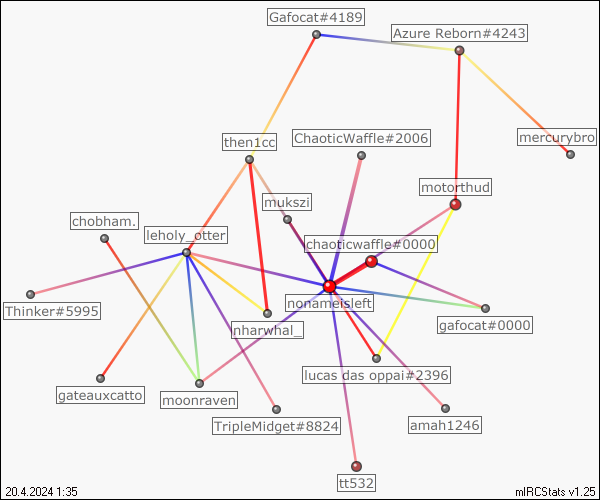 Gafocat#4189
Azure Reborn#4243
then1cc
ChaoticWaffle#2006
mercurybro
motorthud
mukszi
chobham.
leholy_otter
chaoticwaffle#0000
Thinker#5995
nonameisleft
nharwhal_
gafocat#0000
lucas das oppai#2396
gateauxcatto
moonraven
TripleMidget#8824
amah1246
tt532
20.4.2024 1:35
mIRCStats v1.25